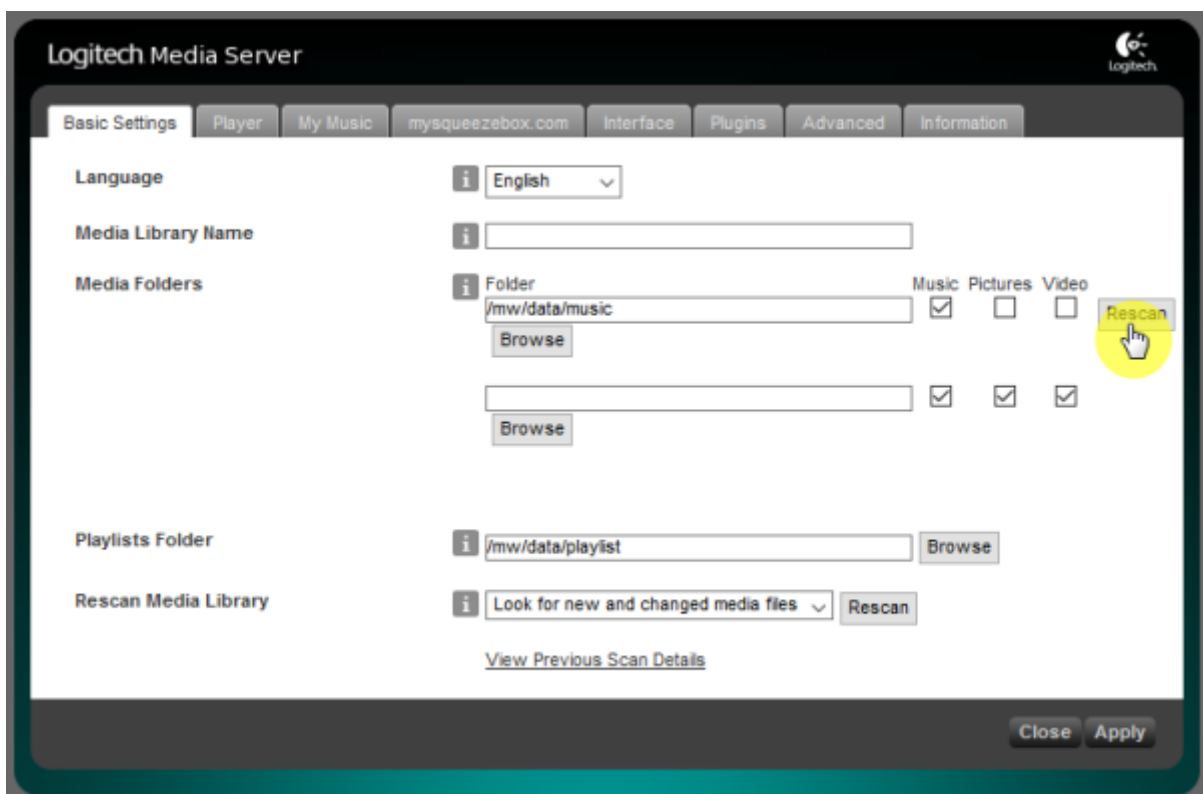 Logitech Media Server
Logitech
Basic Settings Player My Music mysqueezebox.com Interface Plugins Advanced Information
Language i English
Media Library Name i
Media Folders i Folder Music Pictures Video
/mw/data/music Rescan
Browse
Browse
Playlists Folder i /mw/data/playlist Browse
Rescan Media Library i Look for new and changed media files Rescan
View Previous Scan Details
Close Apply